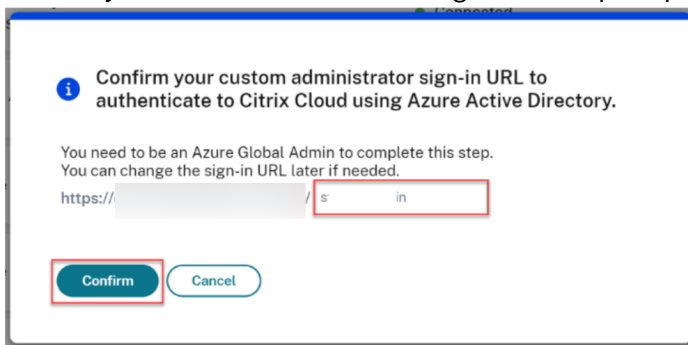 Connected
Confirm your custom administrator sign-in URL to
authenticate to Citrix Cloud using Azure Active Directory.
You need to be an Azure Global Admin to complete this step.
You can change the sign-in URL later if needed.
https:// / s in
Confirm
Cancel